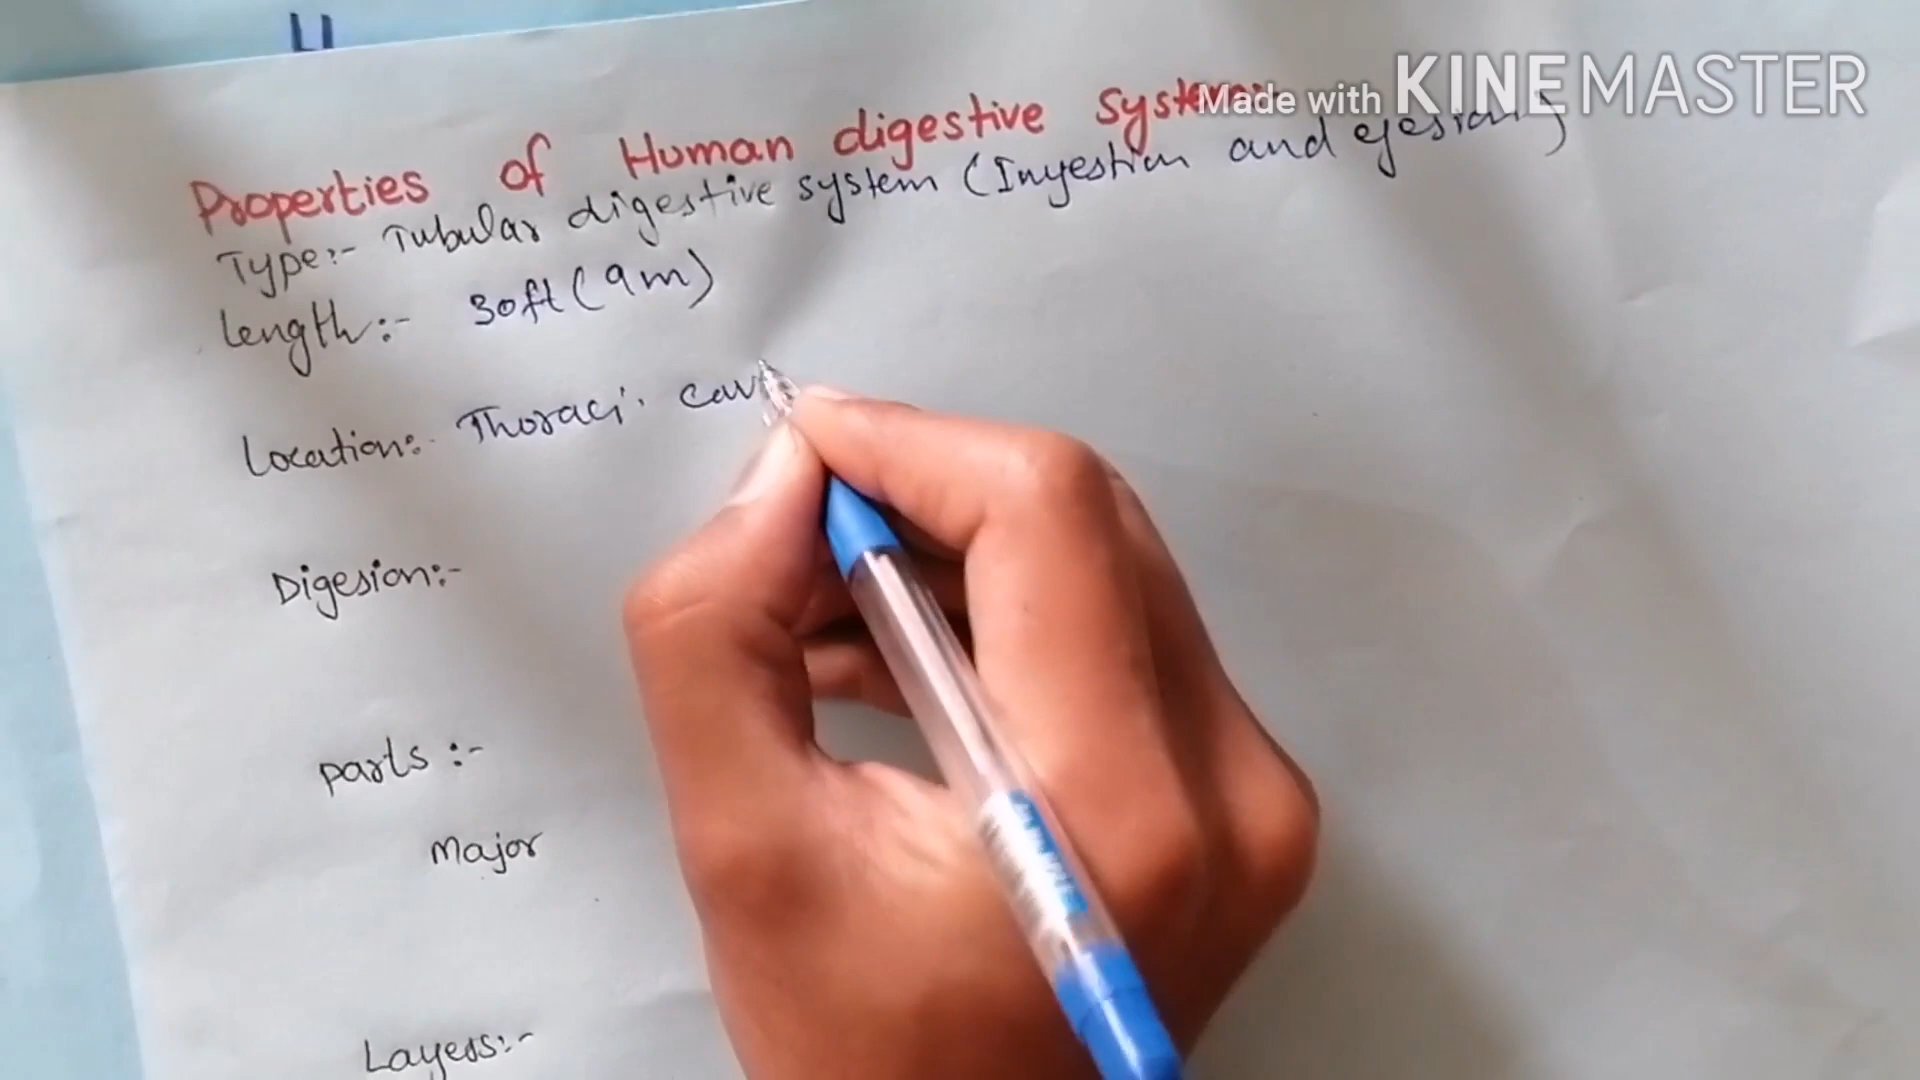 Made with KINEMASTER
Properties of Human digestive system:-
Type:- Tubular digestive system (Ingestion and egesion)
Length:- 30ft (9m)
Location:- Thoraci. cav
Digesion:-
parts :-
Major
Layers:-